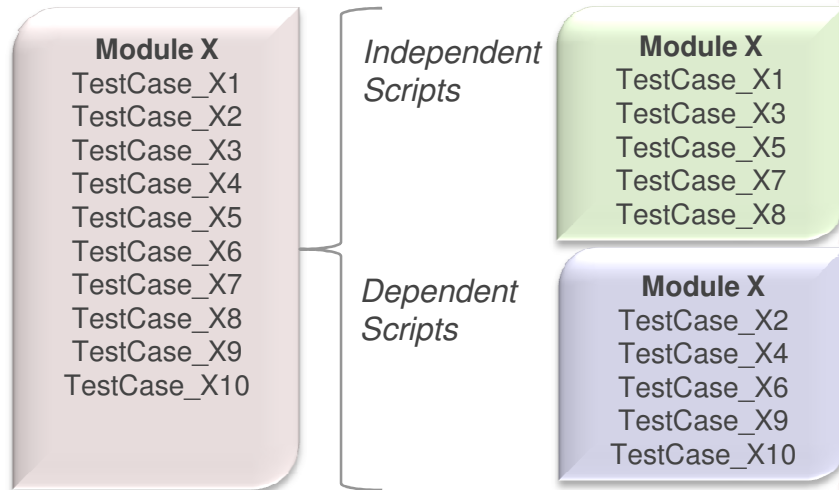 Module X
TestCase_X1
TestCase_X2
TestCase_X3
TestCase_X4
TestCase_X5
TestCase_X6
TestCase_X7
TestCase_X8
TestCase_X9
TestCase_X10
Independent
Scripts
Dependent
Scripts
Module X
TestCase_X1
TestCase_X3
TestCase_X5
TestCase_X7
TestCase_X8
Module X
TestCase_X2
TestCase_X4
TestCase_X6
TestCase_X9
TestCase_X10